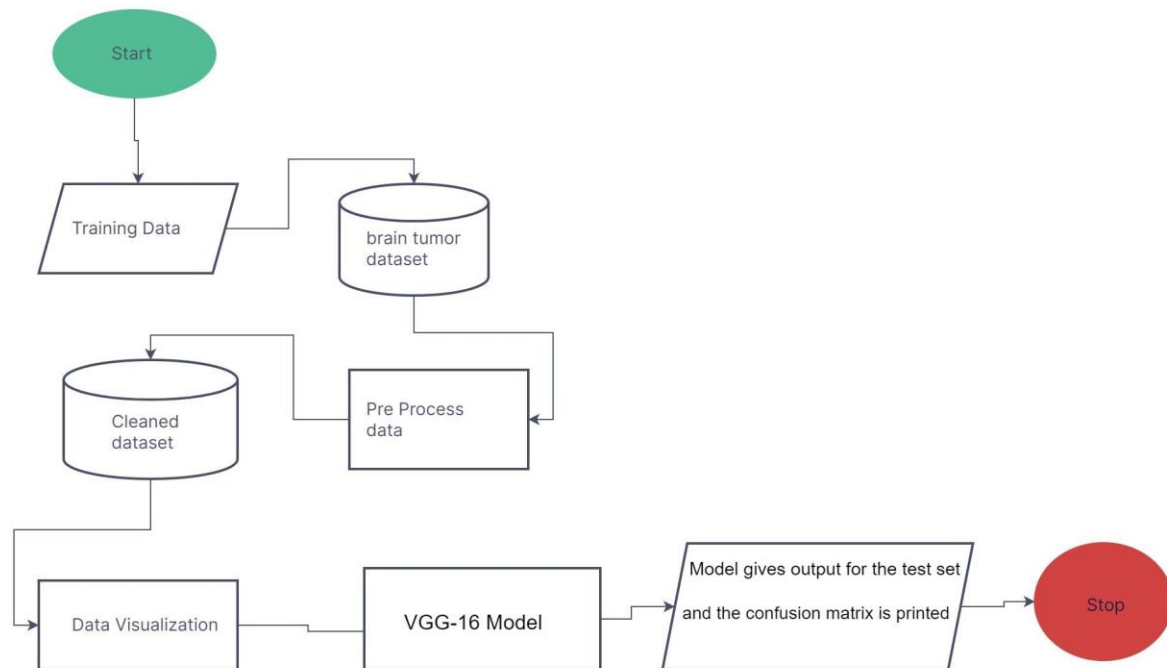 Start
Training Data
brain tumor
dataset
Pre Process
data
Cleaned
dataset
Data Visualization
VGG-16 Model
Model gives output for the test set
and the confusion matrix is printed
Stop